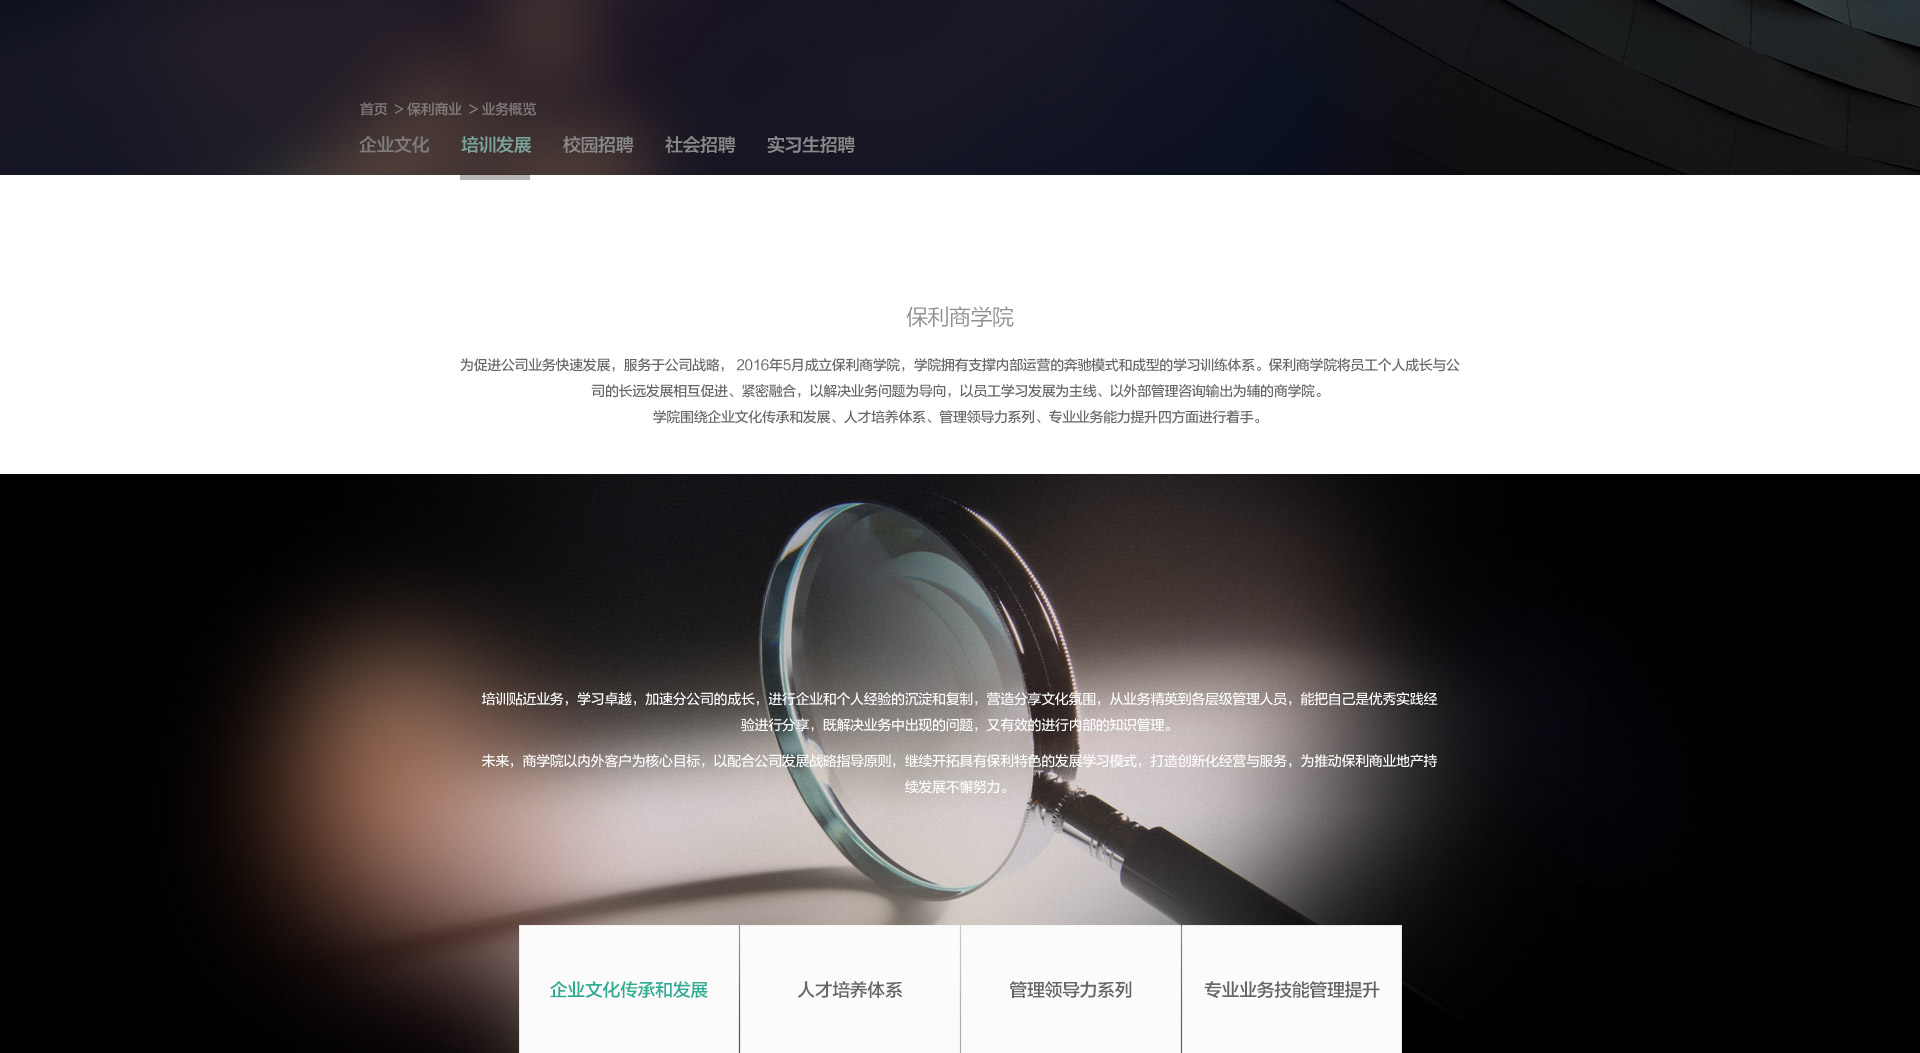 首页 > 保利商业 > 业务概览
企业文化 培训发展 校园招聘 社会招聘 实习生招聘
保利商学院
为促进公司业务快速发展，服务于公司战略， 2016年5月成立保利商学院，学院拥有支撑内部运营的奔驰模式和成型的学习训练体系。保利商学院将员工个人成长与公
司的长远发展相互促进、紧密融合，以解决业务问题为导向，以员工学习发展为主线、以外部管理咨询输出为辅的商学院。
学院围绕企业文化传承和发展、人才培养体系、管理领导力系列、专业业务能力提升四方面进行着手。
培训贴近业务，学习卓越，加速分公司的成长，进行企业和个人经验的沉淀和复制，营造分享文化氛围，从业务精英到各层级管理人员，能把自己是优秀实践经
验进行分享，既解决业务中出现的问题，又有效的进行内部的知识管理。
未来，商学院以内外客户为核心目标，以配合公司发展战略指导原则，继续开拓具有保利特色的发展学习模式，打造创新化经营与服务，为推动保利商业地产持
续发展不懈努力。
企业文化传承和发展 人才培养体系 管理领导力系列 专业业务技能管理提升